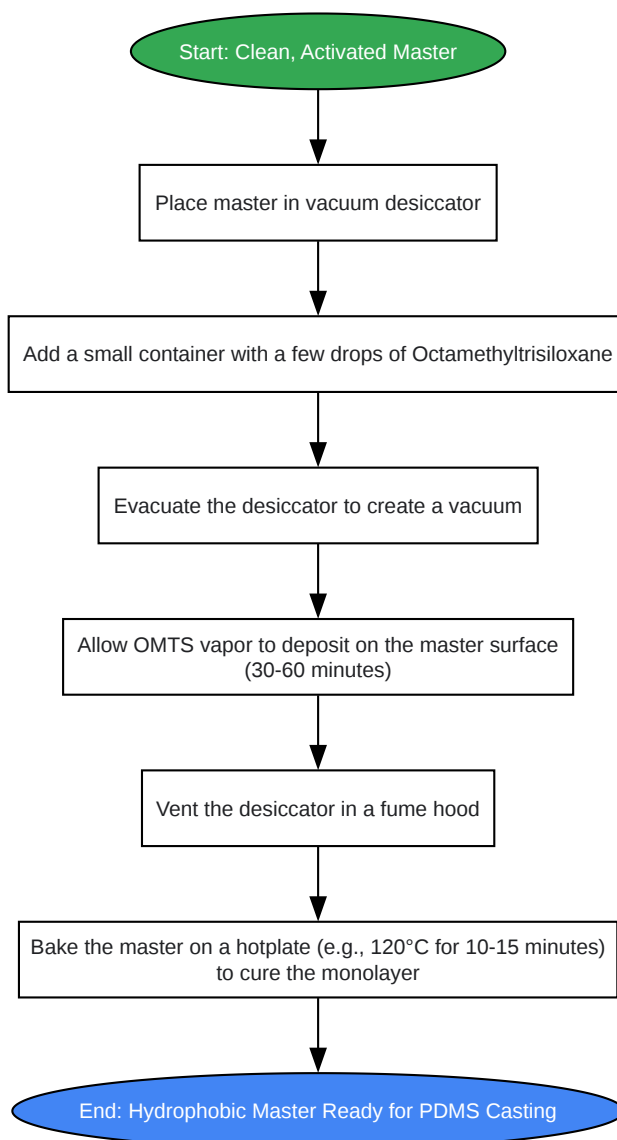 Start: Clean, Activated Master
Place master in vacuum desiccator
Add a small container with a few drops of Octamethyltrisiloxane
Evacuate the desiccator to create a vacuum
Allow OMTS vapor to deposit on the master surface
(30-60 minutes)
Vent the desiccator in a fume hood
Bake the master on a hotplate (e.g., 120°C for 10-15 minutes)
to cure the monolayer
End: Hydrophobic Master Ready for PDMS Casting